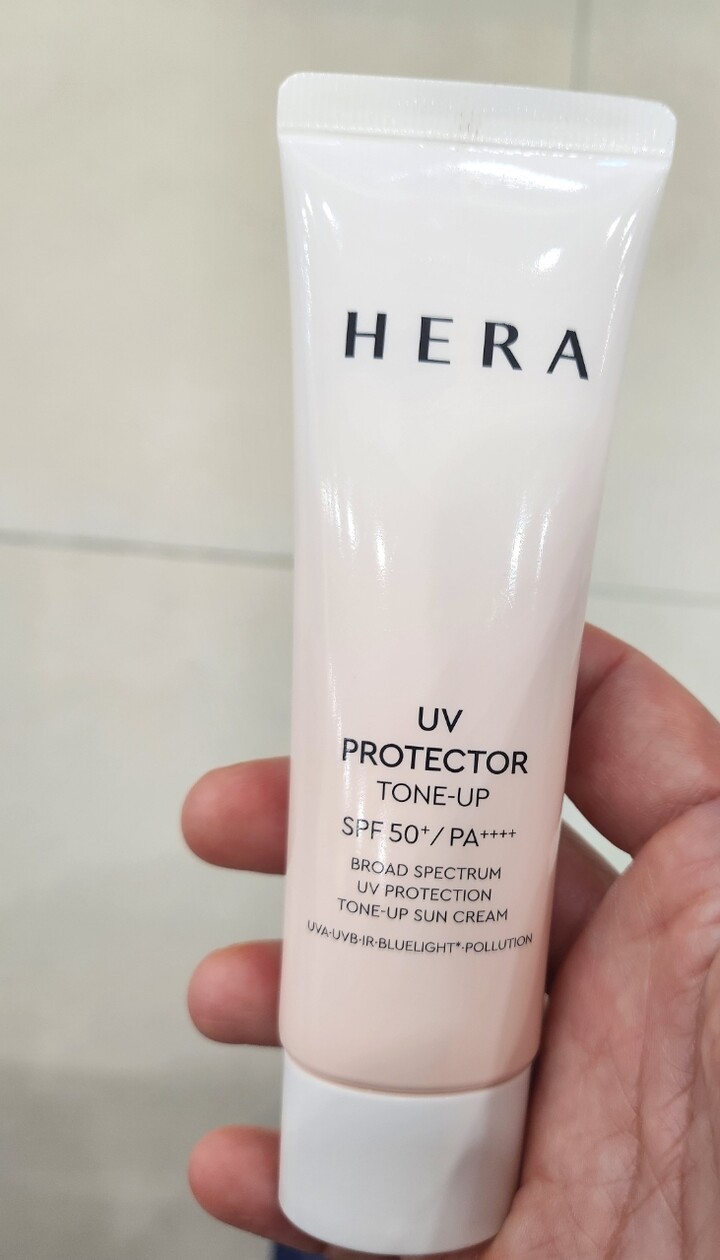 HERA
UV
PROTECTOR
TONE-UP
SPF 50+/PA++++
BROAD SPECTRUM
UV PROTECTION
TONE-UP SUN CREAM
UVA·UVB·IR·BLUELIGHT*·POLLUTION